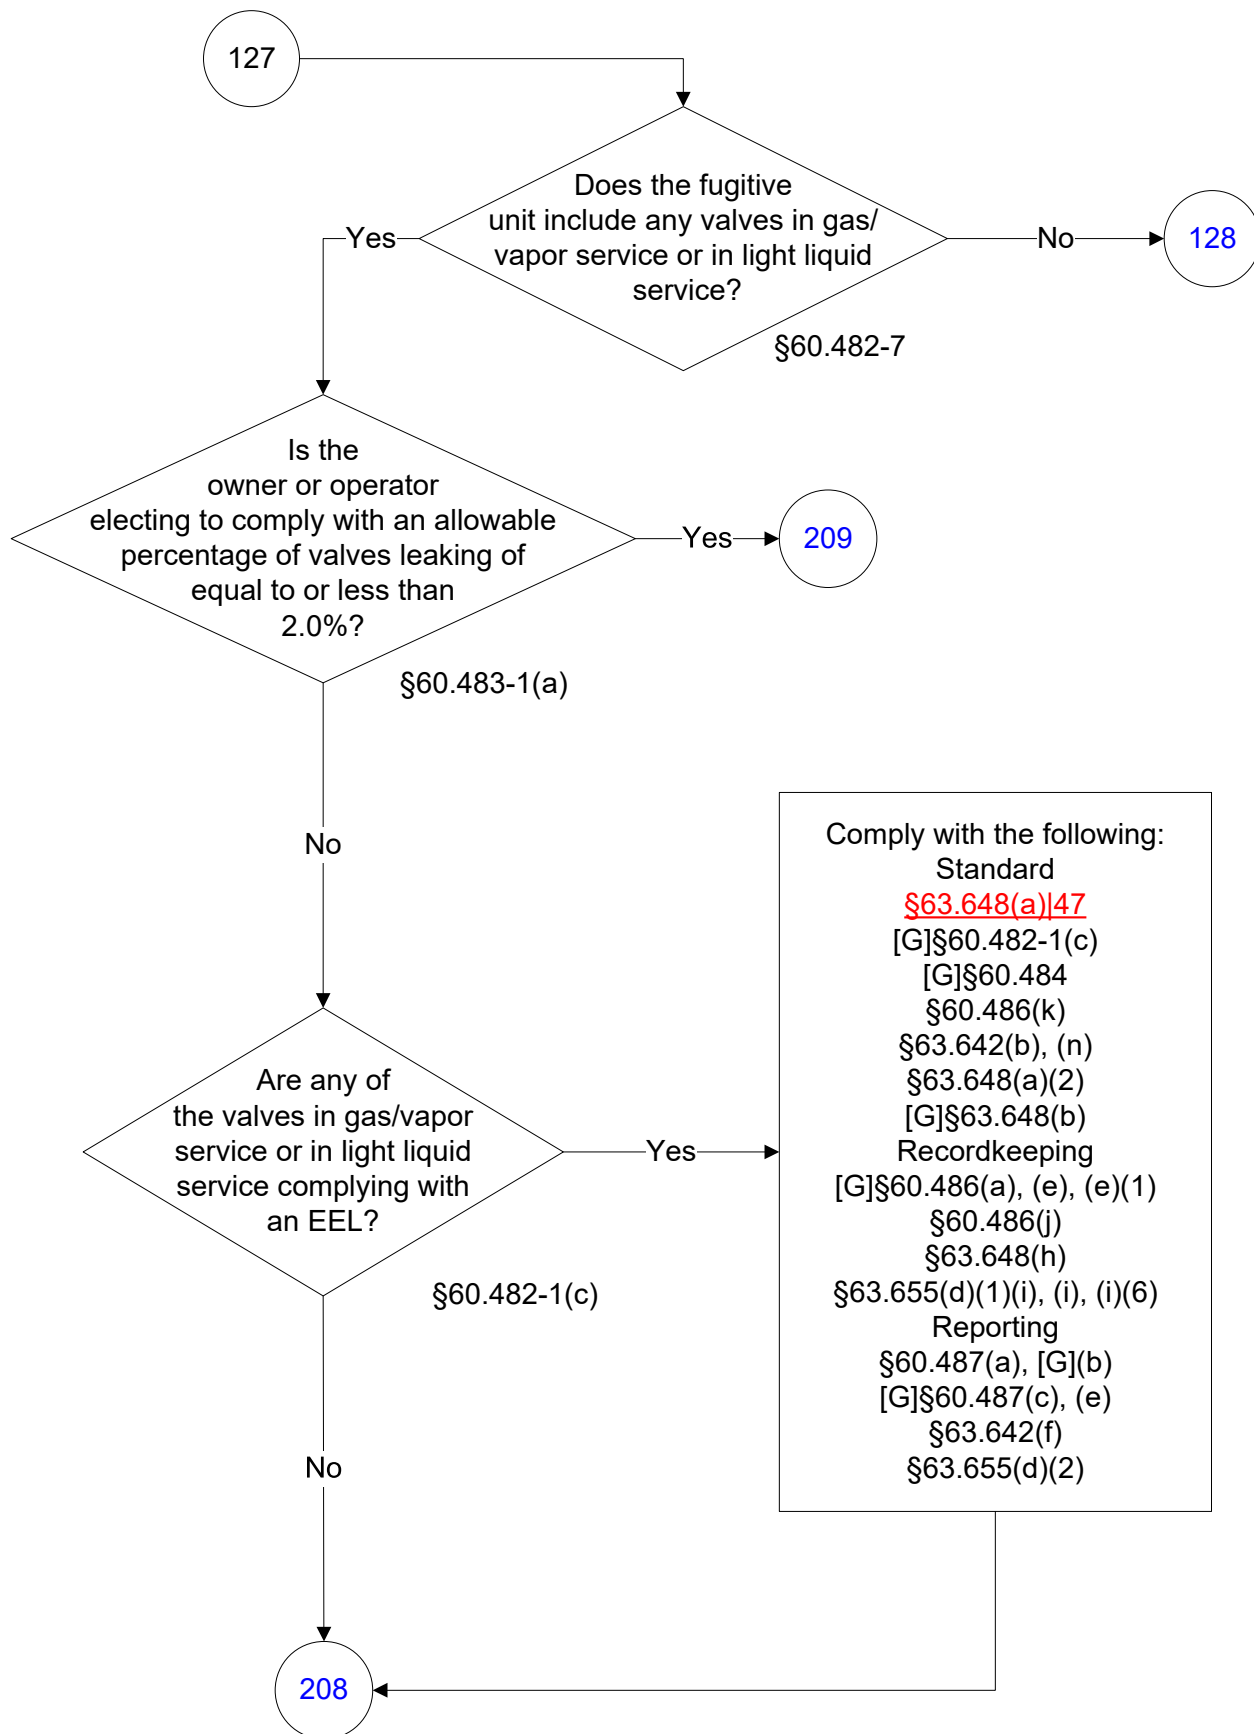 127
Does the fugitive
unit include any valves in gas/
vapor service or in light liquid
service?
Yes
No
128
§60.482-7
Is the
owner or operator
electing to comply with an allowable
percentage of valves leaking of
equal to or less than
2.0%?
Yes
209
§60.483-1(a)
No
Comply with the following:
Standard
§63.648(a)|47
[G]§60.482-1(c)
[G]§60.484
§60.486(k)
§63.642(b), (n)
§63.648(a)(2)
[G]§63.648(b)
Recordkeeping
[G]§60.486(a), (e), (e)(1)
§60.486(j)
§63.648(h)
§63.655(d)(1)(i), (i), (i)(6)
Reporting
§60.487(a), [G](b)
[G]§60.487(c), (e)
§63.642(f)
§63.655(d)(2)
Are any of
the valves in gas/vapor
service or in light liquid
service complying with
an EEL?
Yes
§60.482-1(c)
No
208